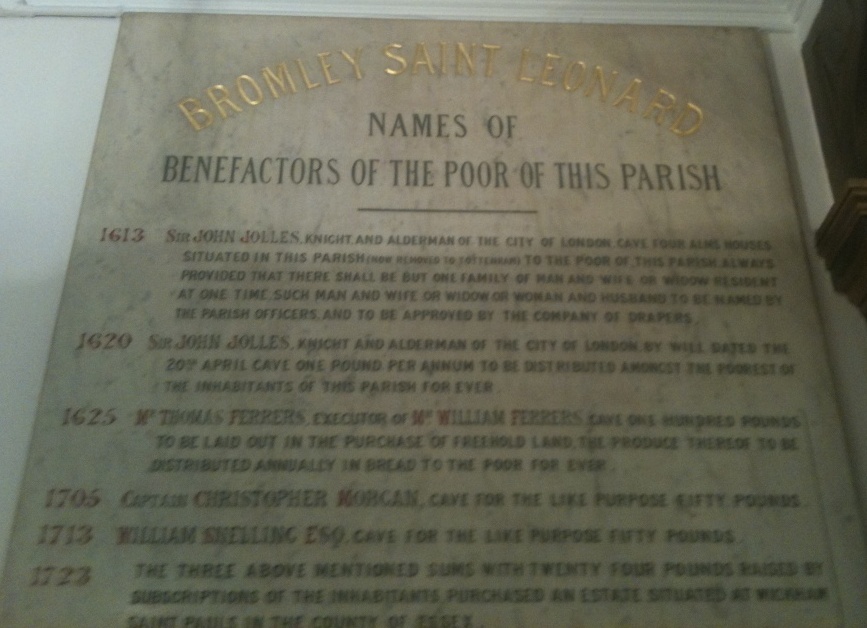 BROMLEY SAINT LEONARD
NAMES OF
BENEFACTORS OF THE POOR OF THIS PARISH
1613 SIR JOHN JOLLES, KNIGHT, AND ALDERMAN OF THE CITY OF LONDON, GAVE FOUR ALMS HOUSES
SITUATED IN THIS PARISH (NOW REMOVED TO TOTTENHAM) TO THE POOR OF THIS PARISH, ALWAYS
PROVIDED THAT THERE SHALL BE BUT ONE FAMILY OF MAN AND WIFE OR WIDOW RESIDENT
AT ONE TIME, SUCH MAN AND WIFE OR WIDOW OR WOMAN AND HUSBAND TO BE NAMED BY
THE PARISH OFFICERS, AND TO BE APPROVED BY THE COMPANY OF DRAPERS.
1620 SIR JOHN JOLLES, KNIGHT AND ALDERMAN OF THE CITY OF LONDON, BY WILL DATED THE
20TH APRIL GAVE ONE POUND PER ANNUM TO BE DISTRIBUTED AMONGST THE POOREST OF
THE INHABITANTS OF THIS PARISH FOR EVER.
1625 MR THOMAS FERRERS, EXECUTOR OF MR WILLIAM FERRERS, GAVE ONE HUNDRED POUNDS
TO BE LAID OUT IN THE PURCHASE OF FREEHOLD LAND, THE PRODUCE THEREOF TO BE
DISTRIBUTED ANNUALLY IN BREAD TO THE POOR FOR EVER.
1705 CAPTAIN CHRISTOPHER MORGAN, GAVE FOR THE LIKE PURPOSE FIFTY POUNDS.
1713 WILLIAM SNELLING ESQ. GAVE FOR THE LIKE PURPOSE FIFTY POUNDS.
1723 THE THREE ABOVE MENTIONED SUMS WITH TWENTY FOUR POUNDS RAISED BY
SUBSCRIPTIONS OF THE INHABITANTS PURCHASED AN ESTATE SITUATED AT WICKHAM
SAINT PAULS IN THE COUNTY OF ESSEX.